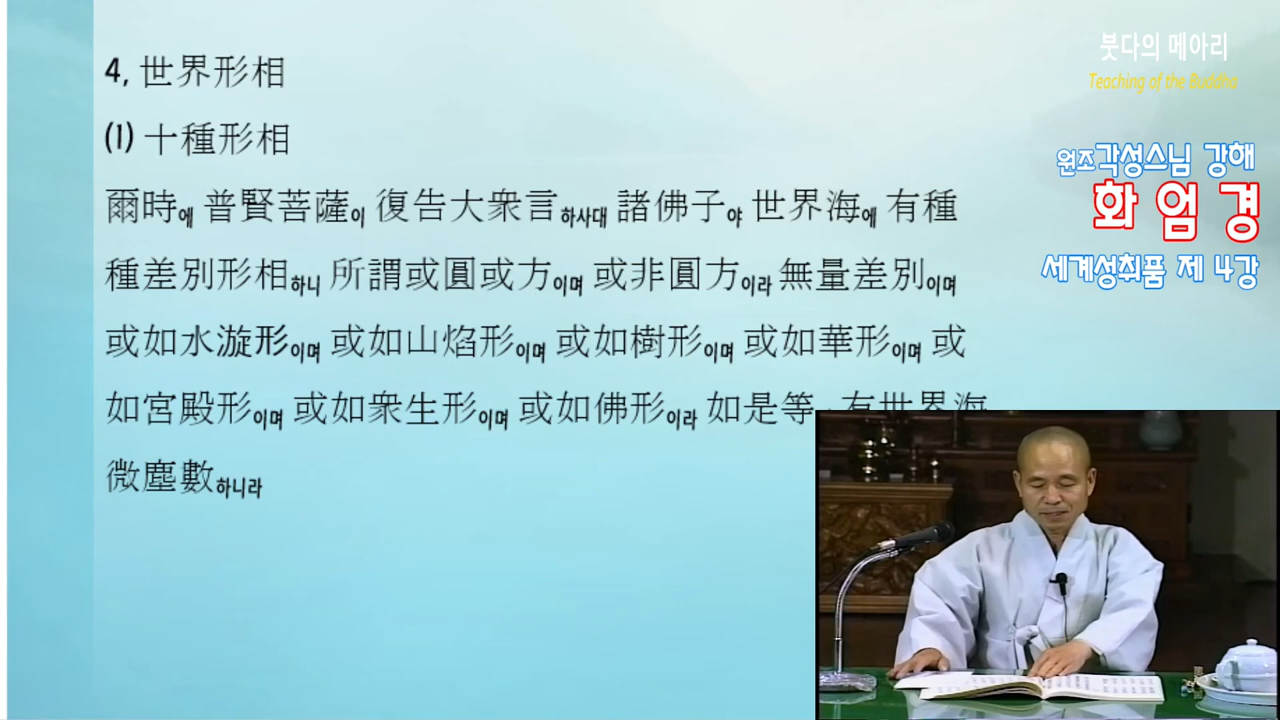 4, 世界形相
(1) 十種形相
爾時에 普賢菩薩이 復告大衆言하사대 諸佛子야 世界海에 有種
種差別形相하니 所謂或圓或方이며 或非圓方이라 無量差別이며
或如水漩形이며 或如山焰形이며 或如樹形이며 或如華形이며 或
如宮殿形이며 或如衆生形이며 或如佛形이라 如是等 有世界海
微塵數하니라
붓다의 메아리
Teaching of the Buddha
원조각성스님 강해
화엄경
세계성취품 제 4강